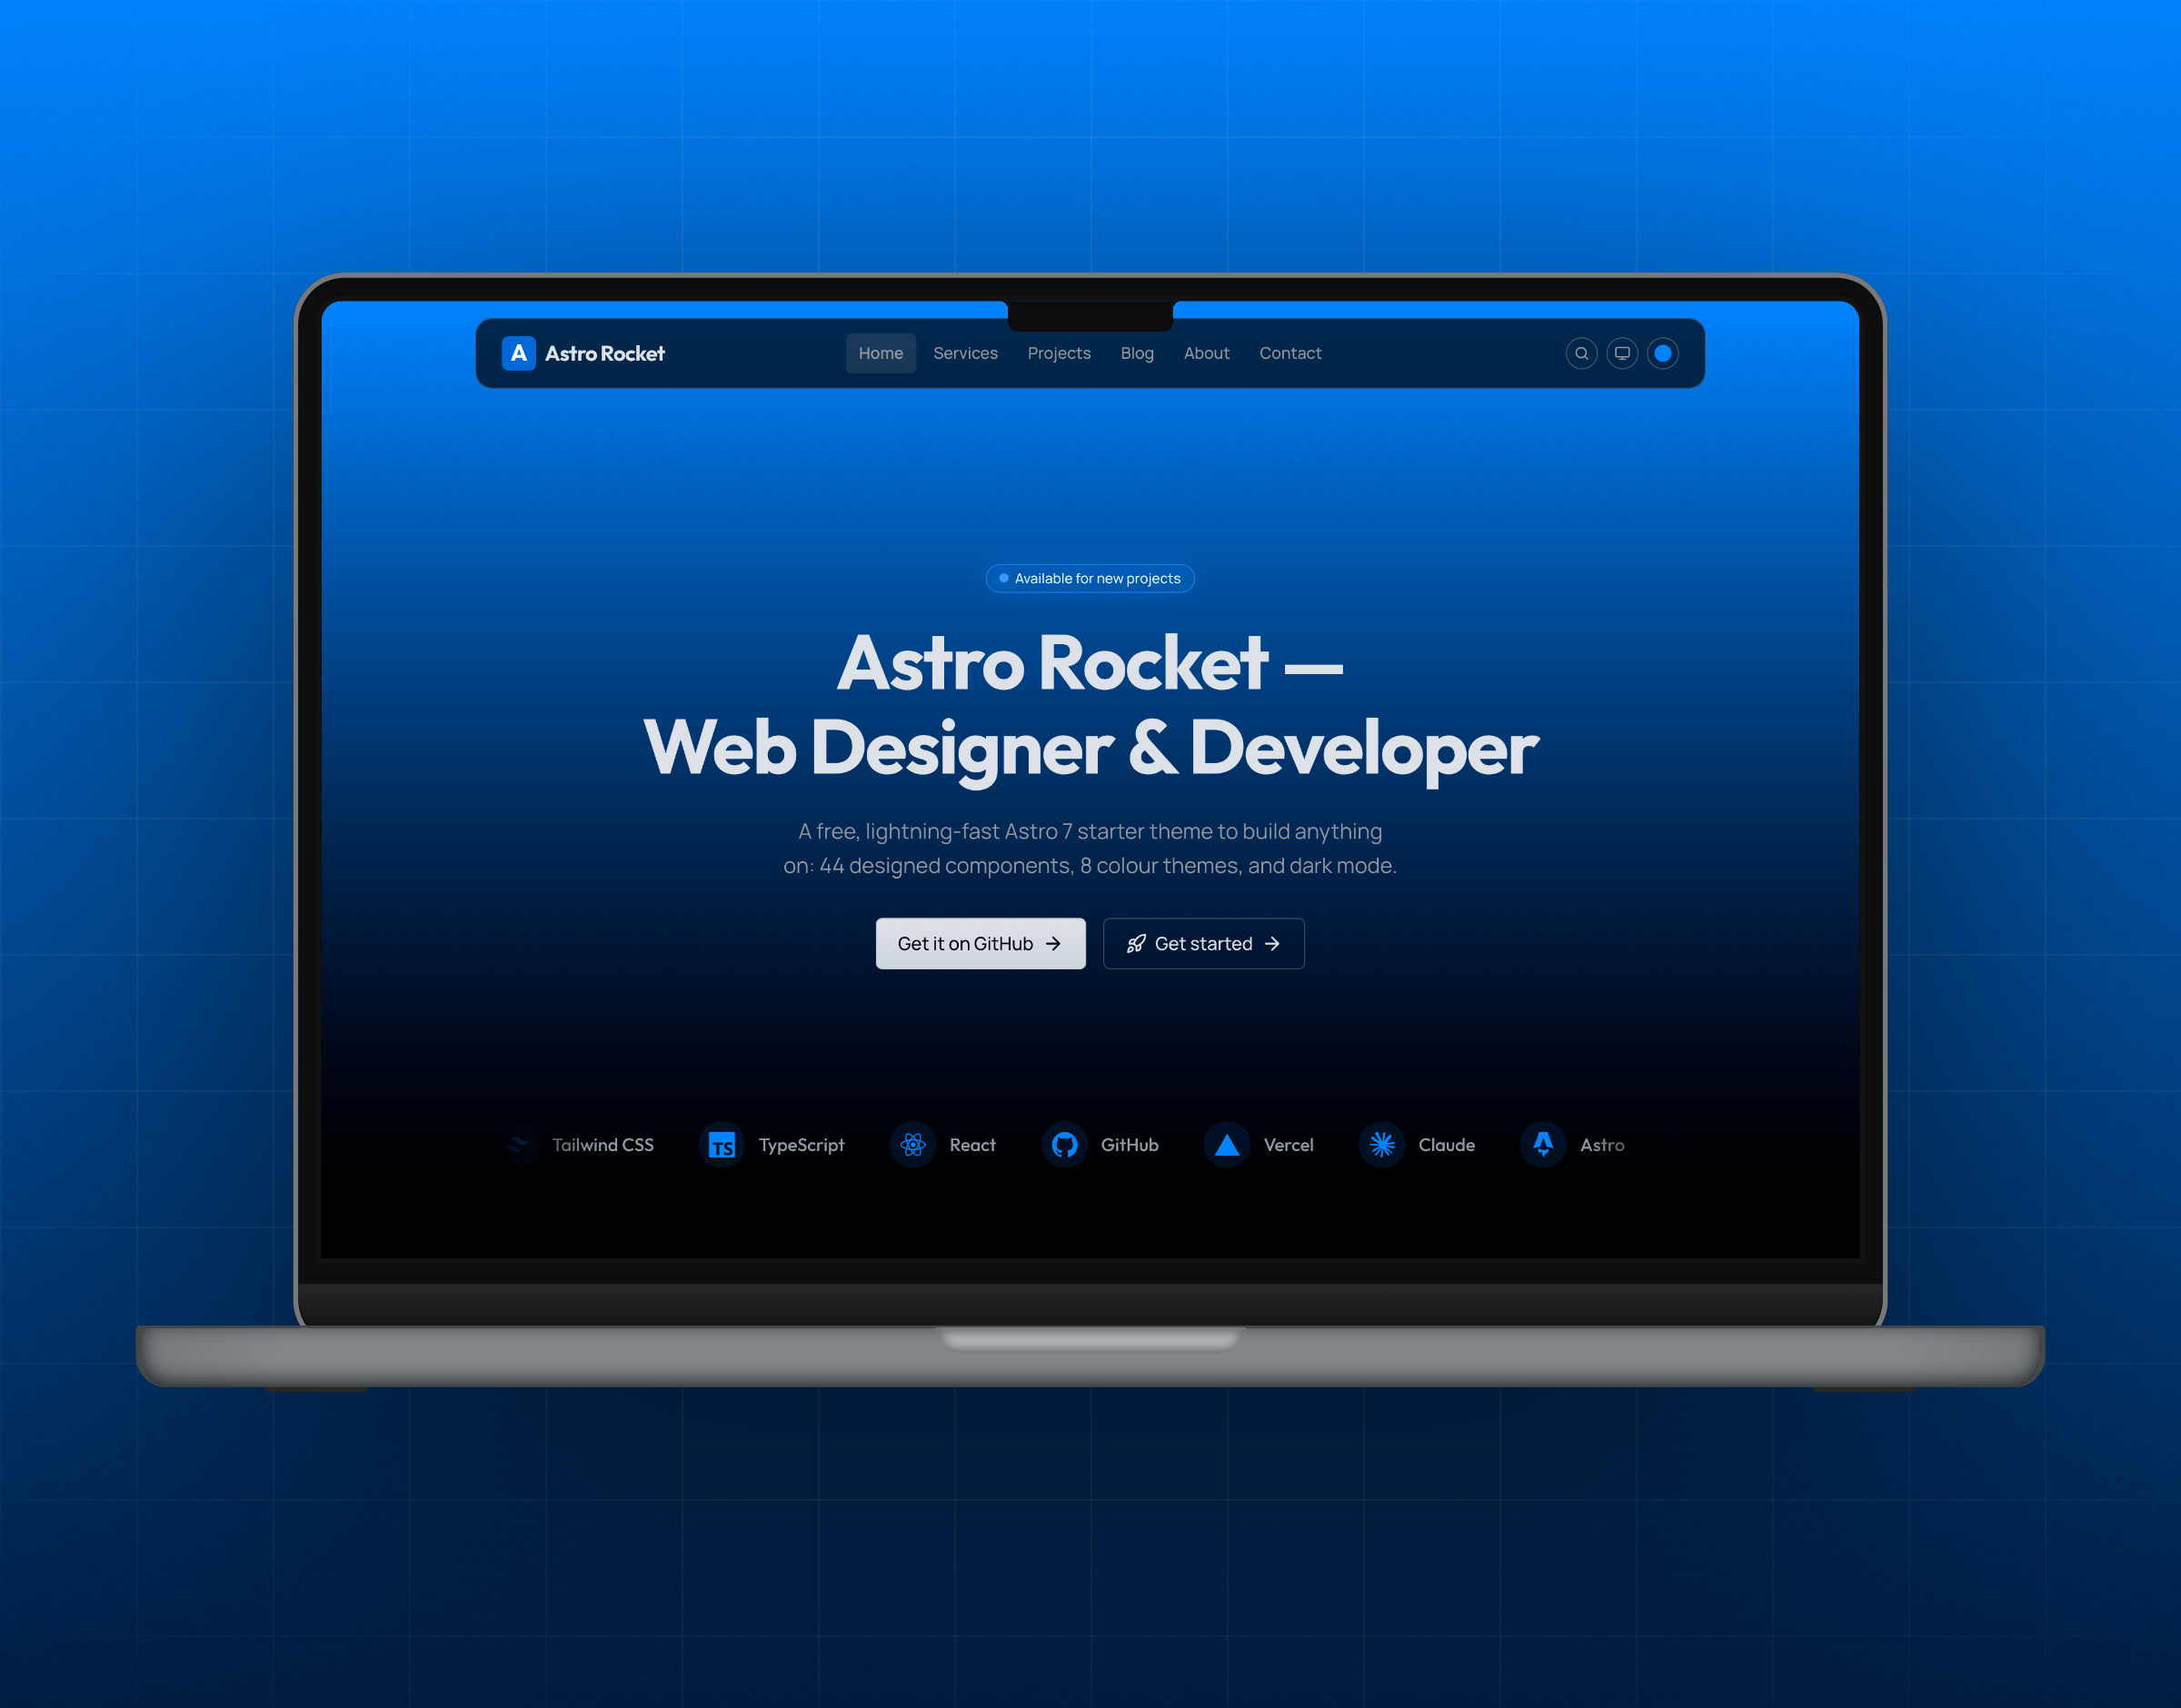 A Astro Rocket
Home Services Projects Blog About Contact
Available for new projects
Astro Rocket —
Web Designer & Developer
A free, lightning-fast Astro 7 starter theme to build anything
on: 44 designed components, 8 colour themes, and dark mode.
Get it on GitHub → Get started →
Tailwind CSS TS TypeScript React GitHub Vercel Claude Astro